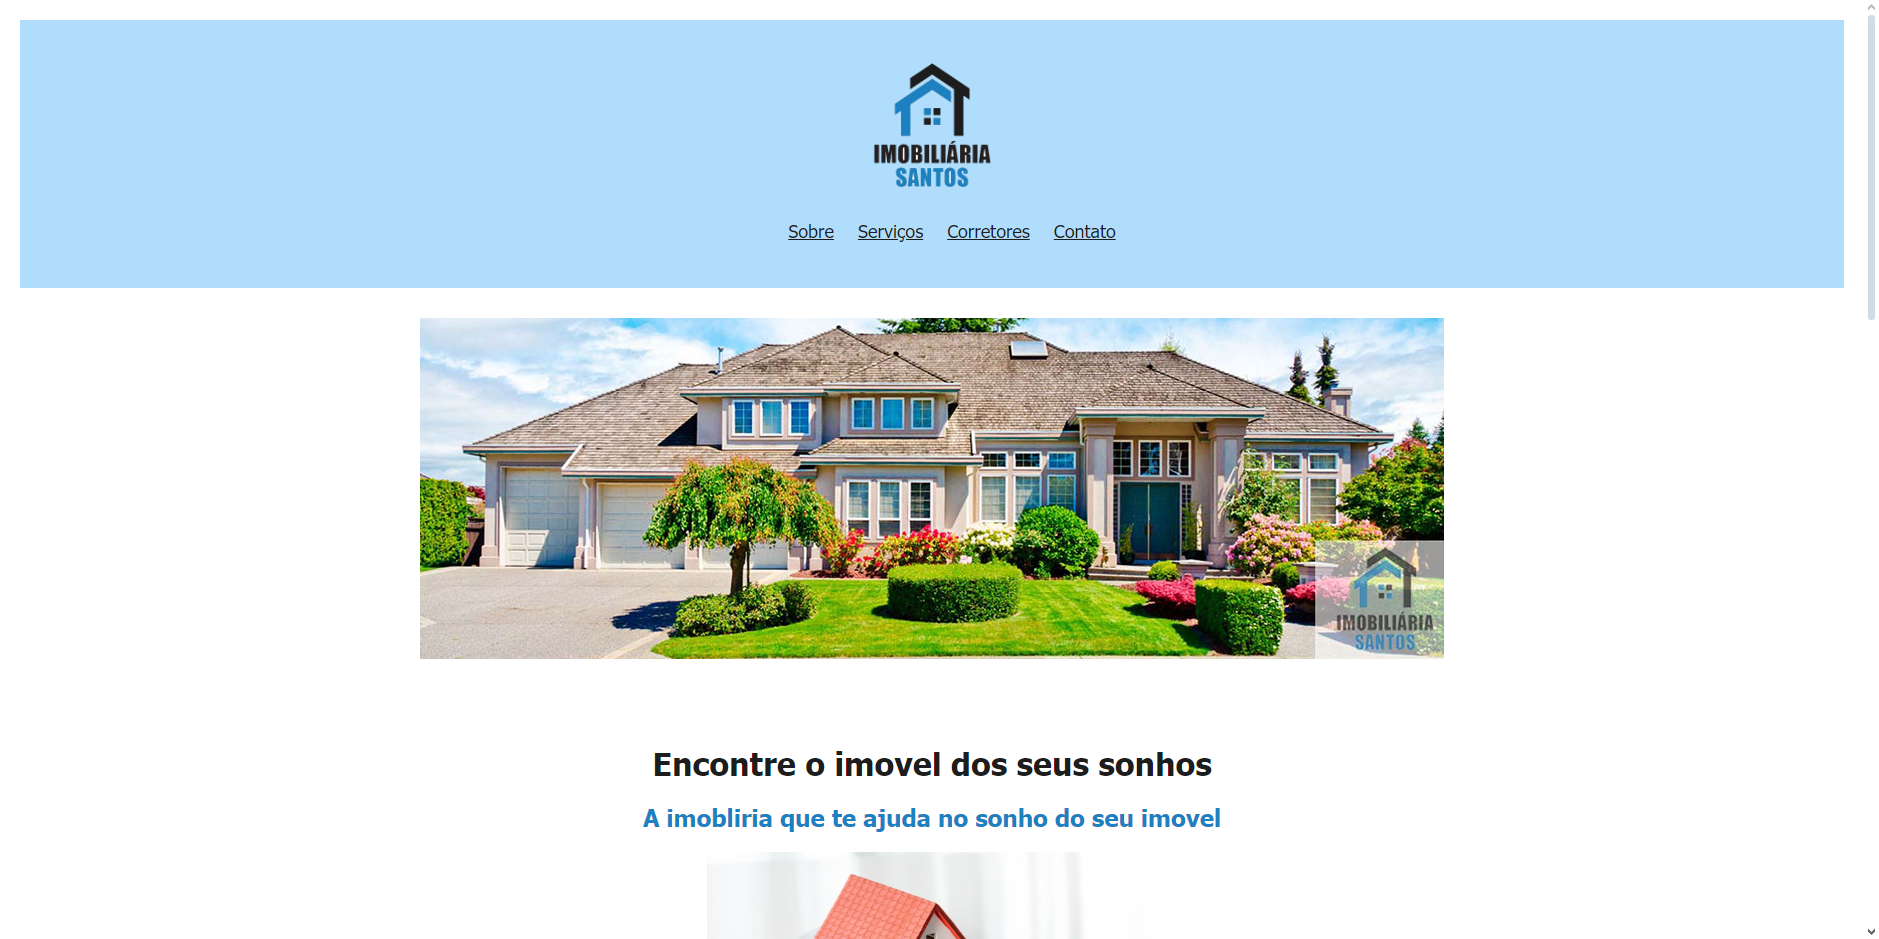 IMOBILIÁRIA
SANTOS
Sobre Serviços Corretores Contato
IMOBILIÁRIA
SANTOS
Encontre o imovel dos seus sonhos
A imobliria que te ajuda no sonho do seu imovel